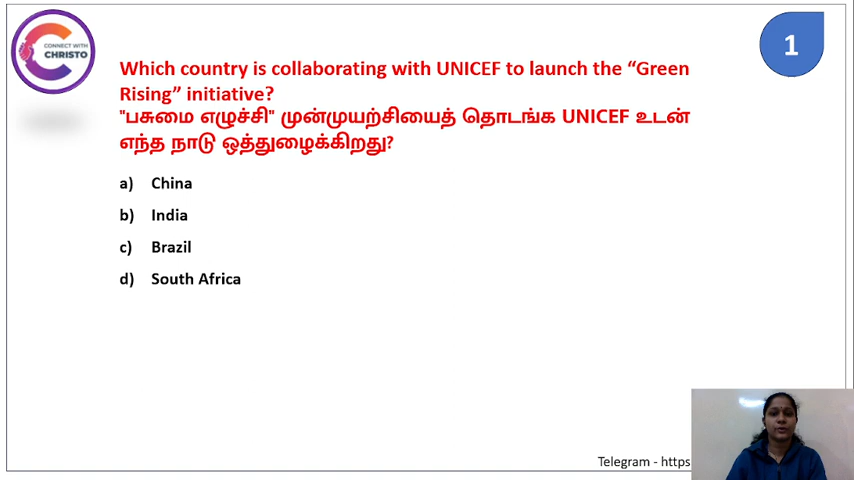 CONNECT WITH
CHRISTO
1
Which country is collaborating with UNICEF to launch the “Green
Rising” initiative?
"பசுமை எழுச்சி" முன்முயற்சியைத் தொடங்க UNICEF உடன்
எந்த நாடு ஒத்துழைக்கிறது?
a) China
b) India
c) Brazil
d) South Africa
Telegram - https